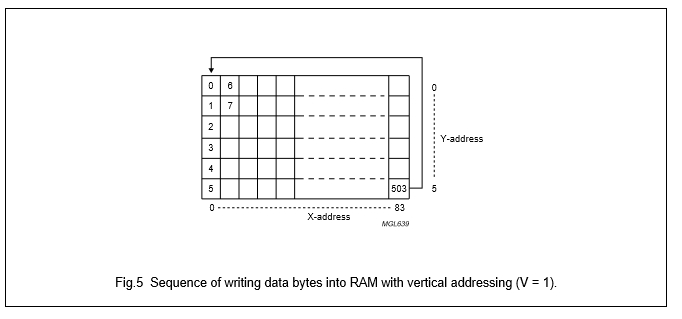 0 6
0
1 7
2
Y-address
3
4
5 503 5
0 83
X-address
MGL639
Fig.5 Sequence of writing data bytes into RAM with vertical addressing (V = 1).